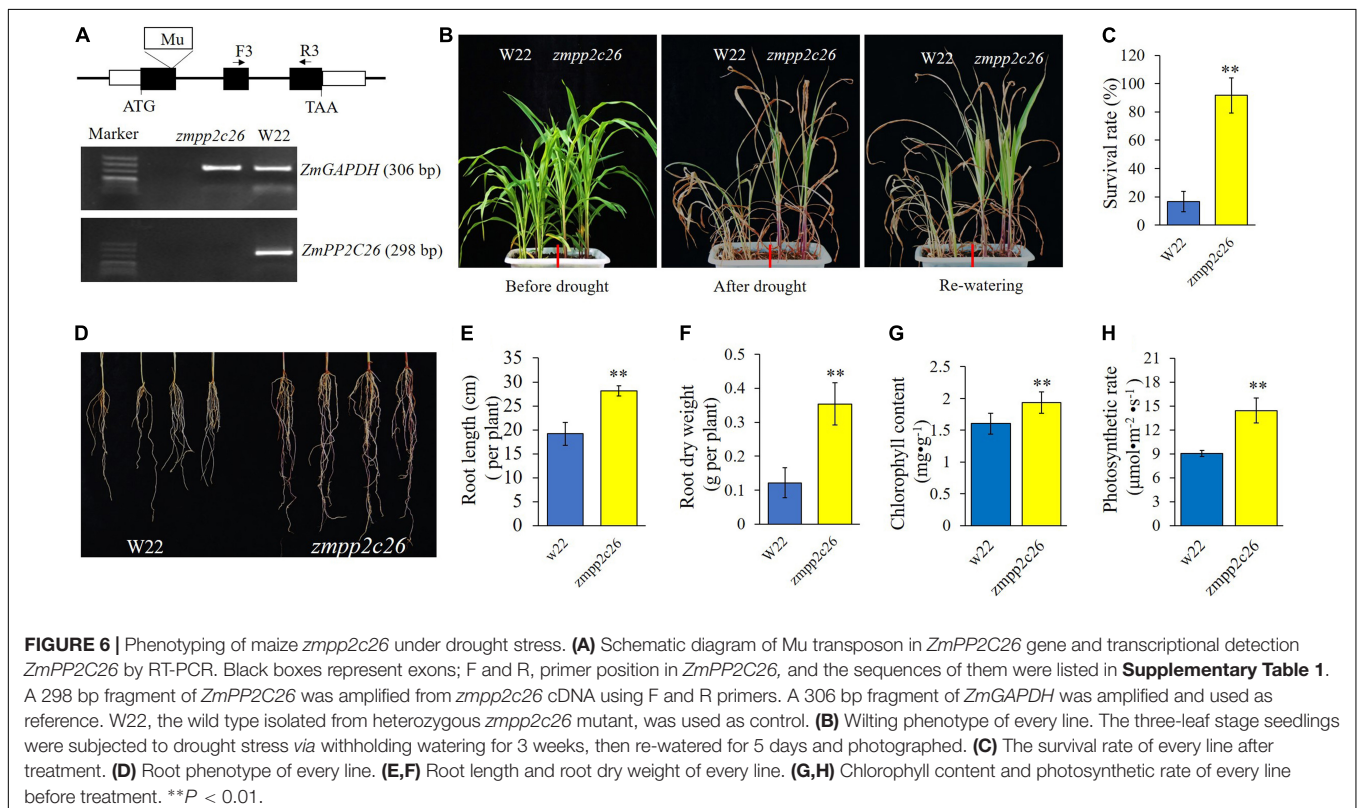 A
Mu
F3
R3
ATG
TAA
Marker
zmpp2c26
W22
ZmGAPDH (306 bp)
ZmPP2C26 (298 bp)
B
W22 zmpp2c26
W22 zmpp2c26
W22 zmpp2c26
Before drought
After drought
Re-watering
C
Survival rate (%)
120
100
80
60
40
20
0
**
W22
zmpp2c26
D
W22
zmpp2c26
E
Root length (cm)
( per plant)
35
30
25
20
15
10
5
0
**
w22
zmpp2c26
F
Root dry weight
(g per plant)
0.5
0.4
0.3
0.2
0.1
0
**
W22
zmpp2c26
G
Chlorophyll content
(mg•g-1)
2.5
2
1.5
1
0.5
0
**
w22
zmpp2c26
H
Photosynthetic rate
(μmol•m-2 •s-1)
21
18
15
12
9
6
3
0
**
w22
zmpp2c26
FIGURE 6 | Phenotyping of maize zmpp2c26 under drought stress. (A) Schematic diagram of Mu transposon in ZmPP2C26 gene and transcriptional detection
ZmPP2C26 by RT-PCR. Black boxes represent exons; F and R, primer position in ZmPP2C26, and the sequences of them were listed in Supplementary Table 1.
A 298 bp fragment of ZmPP2C26 was amplified from zmpp2c26 cDNA using F and R primers. A 306 bp fragment of ZmGAPDH was amplified and used as
reference. W22, the wild type isolated from heterozygous zmpp2c26 mutant, was used as control. (B) Wilting phenotype of every line. The three-leaf stage seedlings
were subjected to drought stress via withholding watering for 3 weeks, then re-watered for 5 days and photographed. (C) The survival rate of every line after
treatment. (D) Root phenotype of every line. (E,F) Root length and root dry weight of every line. (G,H) Chlorophyll content and photosynthetic rate of every line
before treatment. **P < 0.01.